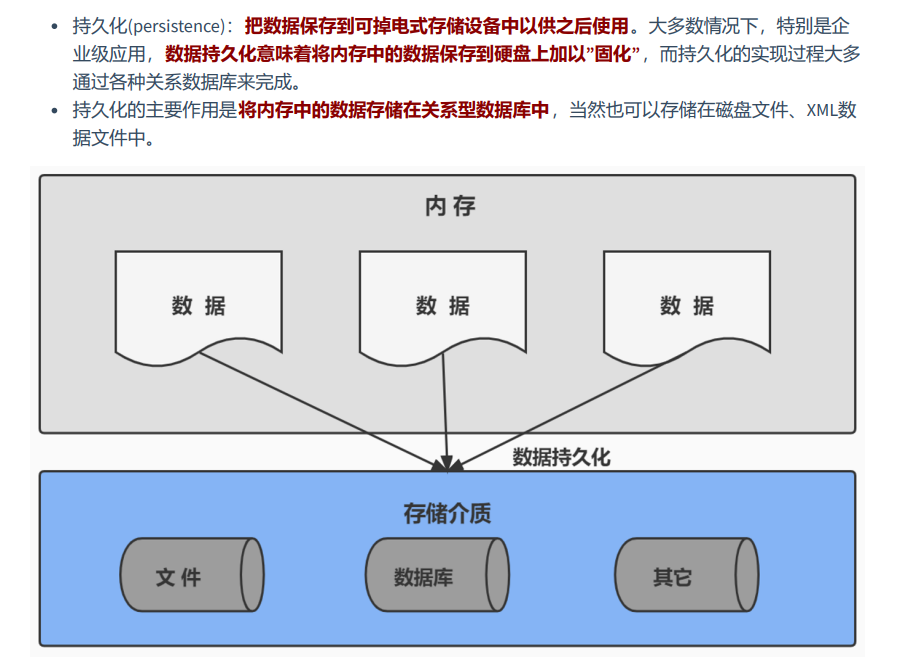 持久化(persistence)：把数据保存到可掉电式存储设备中以供之后使用。大多数情况下，特别是企
业级应用，数据持久化意味着将内存中的数据保存到硬盘上加以”固化”，而持久化的实现过程大多
通过各种关系数据库来完成。
持久化的主要作用是将内存中的数据存储在关系型数据库中，当然也可以存储在磁盘文件、XML数
据文件中。
内 存
数 据
数 据
数 据
数据持久化
存储介质
文 件
数据库
其它